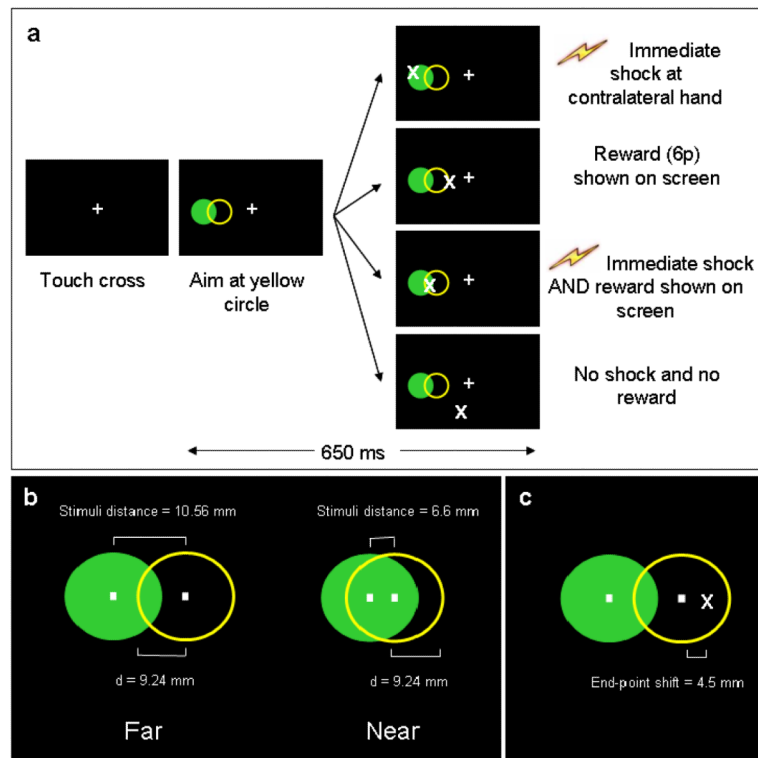 a
Immediate
shock at
contralateral hand
Reward (6p)
shown on screen
Touch cross
Aim at yellow
circle
Immediate shock
AND reward shown on
screen
No shock and no
reward
650 ms
X
X
X
X
b
Stimuli distance = 10.56 mm
Stimuli distance = 6.6 mm
d = 9.24 mm
d = 9.24 mm
Far
Near
c
X
End-point shift = 4.5 mm